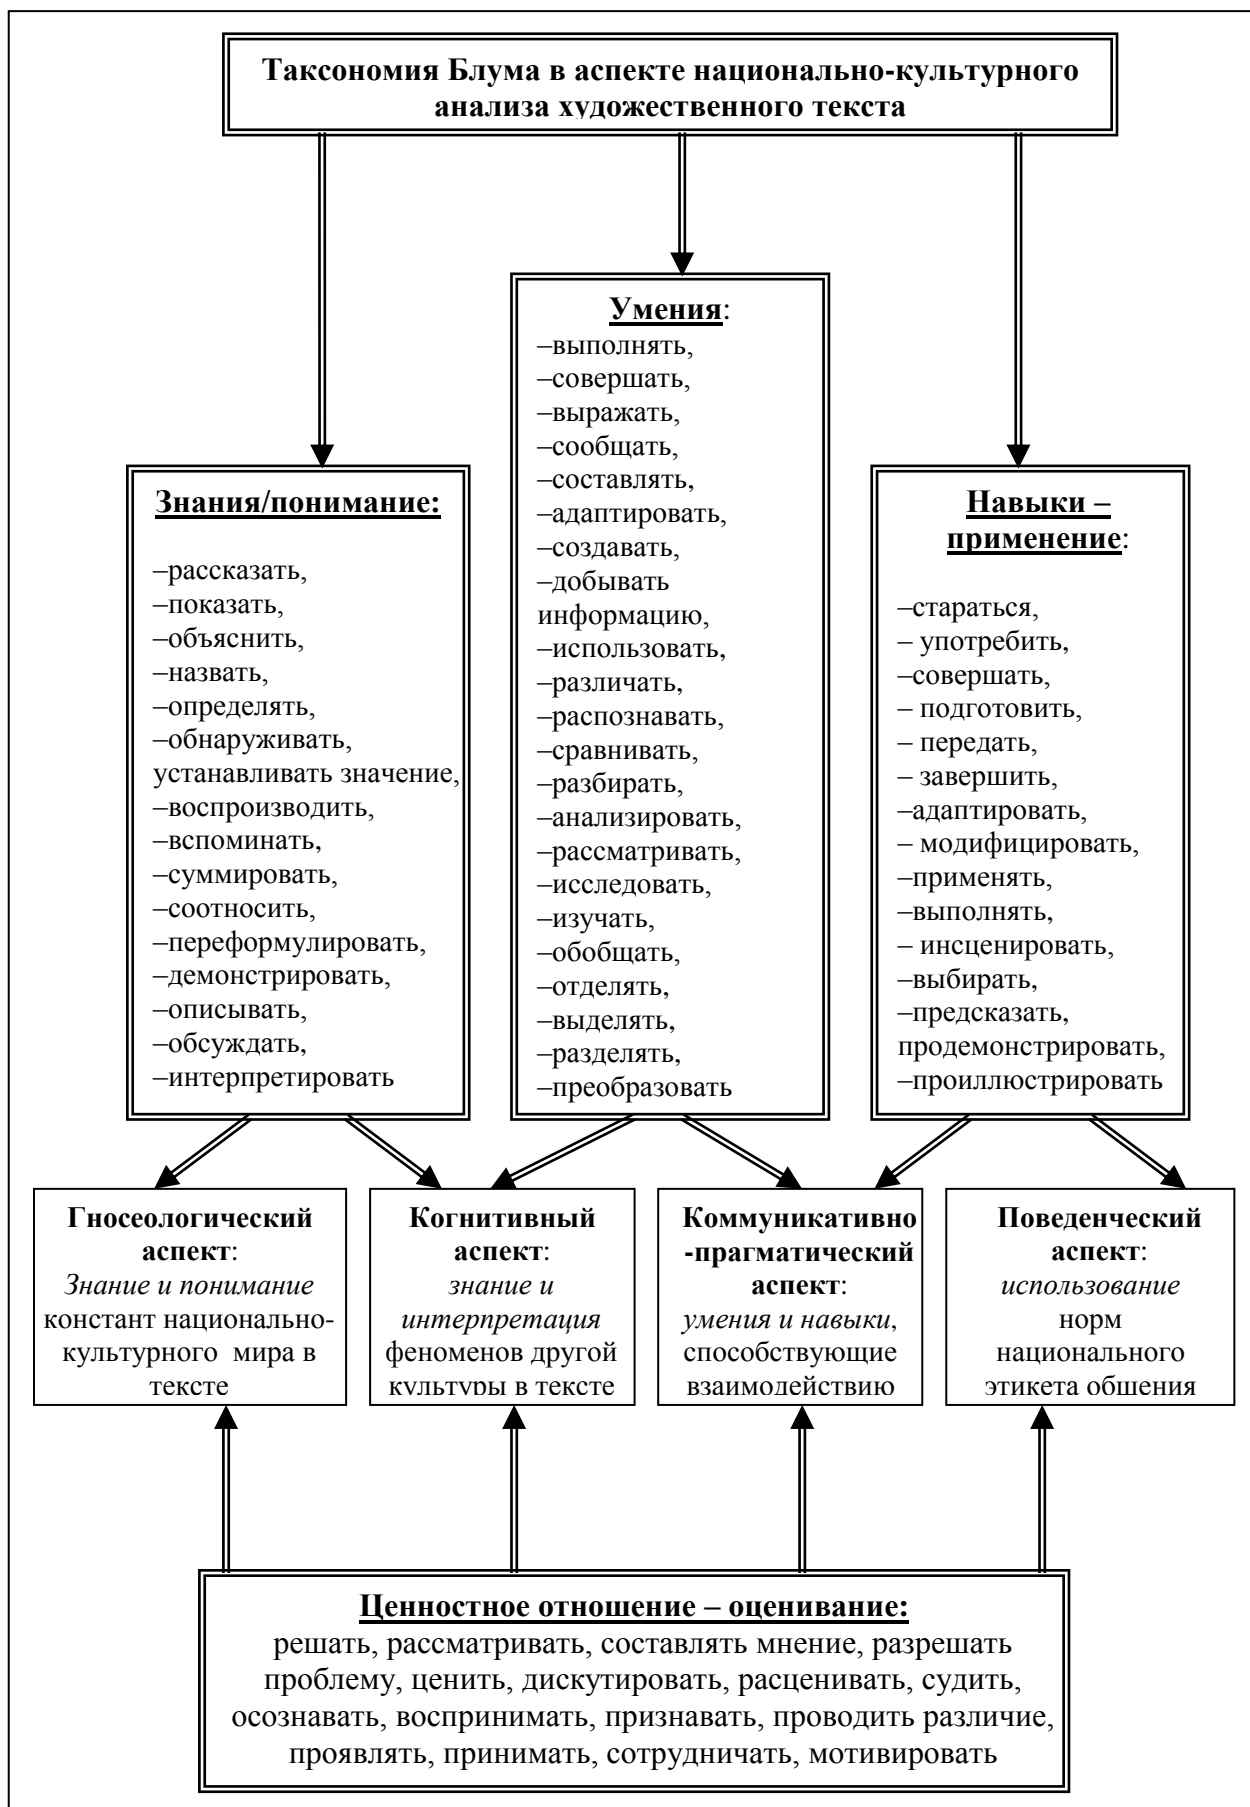 Таксономия Блума в аспекте национально-культурного
анализа художественного текста
Знания/понимание:
–рассказать,
–показать,
–объяснить,
–назвать,
–определять,
–обнаруживать,
устанавливать значение,
–воспроизводить,
–вспоминать,
–суммировать,
–соотносить,
–переформулировать,
–демонстрировать,
–описывать,
–обсуждать,
–интерпретировать
Умения:
–выполнять,
–совершать,
–выражать,
–сообщать,
–составлять,
–адаптировать,
–создавать,
–добывать
информацию,
–использовать,
–различать,
–распознавать,
–сравнивать,
–разбирать,
–анализировать,
–рассматривать,
–исследовать,
–изучать,
–обобщать,
–отделять,
–выделять,
–разделять,
–преобразовать
Навыки –
применение:
–стараться,
– употребить,
–совершать,
– подготовить,
– передать,
– завершить,
–адаптировать,
– модифицировать,
–применять,
–выполнять,
– инсценировать,
–выбирать,
–предсказать,
продемонстрировать,
–проиллюстрировать
Гносеологический
аспект:
Знание и понимание
констант национально-
культурного мира в
тексте
Когнитивный
аспект:
знание и
интерпретация
феноменов другой
культуры в тексте
Коммуникативно
-прагматический
аспект:
умения и навыки,
способствующие
взаимодействию
Поведенческий
аспект:
использование
норм
национального
этикета общения
Ценностное отношение – оценивание:
решать, рассматривать, составлять мнение, разрешать
проблему, ценить, дискутировать, расценивать, судить,
осознавать, воспринимать, признавать, проводить различие,
проявлять, принимать, сотрудничать, мотивировать